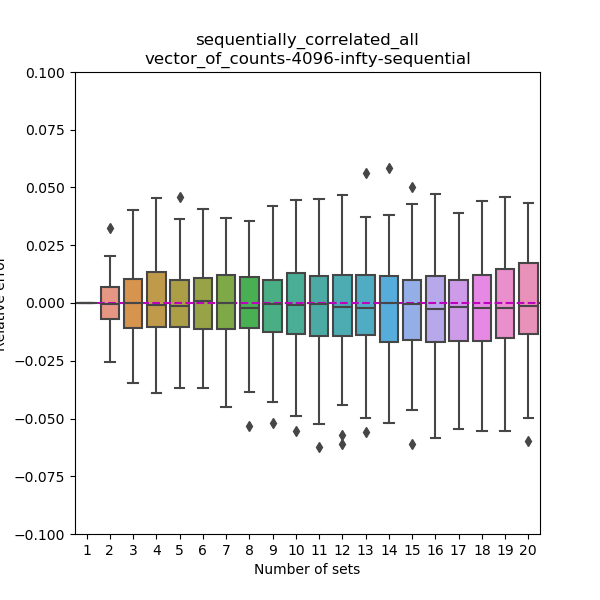 sequentially_correlated_all
vector_of_counts-4096-infty-sequential
0.100
0.075
0.050
0.025
0.000
−0.025
−0.050
−0.075
−0.100
1 2 3 4 5 6 7 8 9 10 11 12 13 14 15 16 17 18 19 20
Number of sets